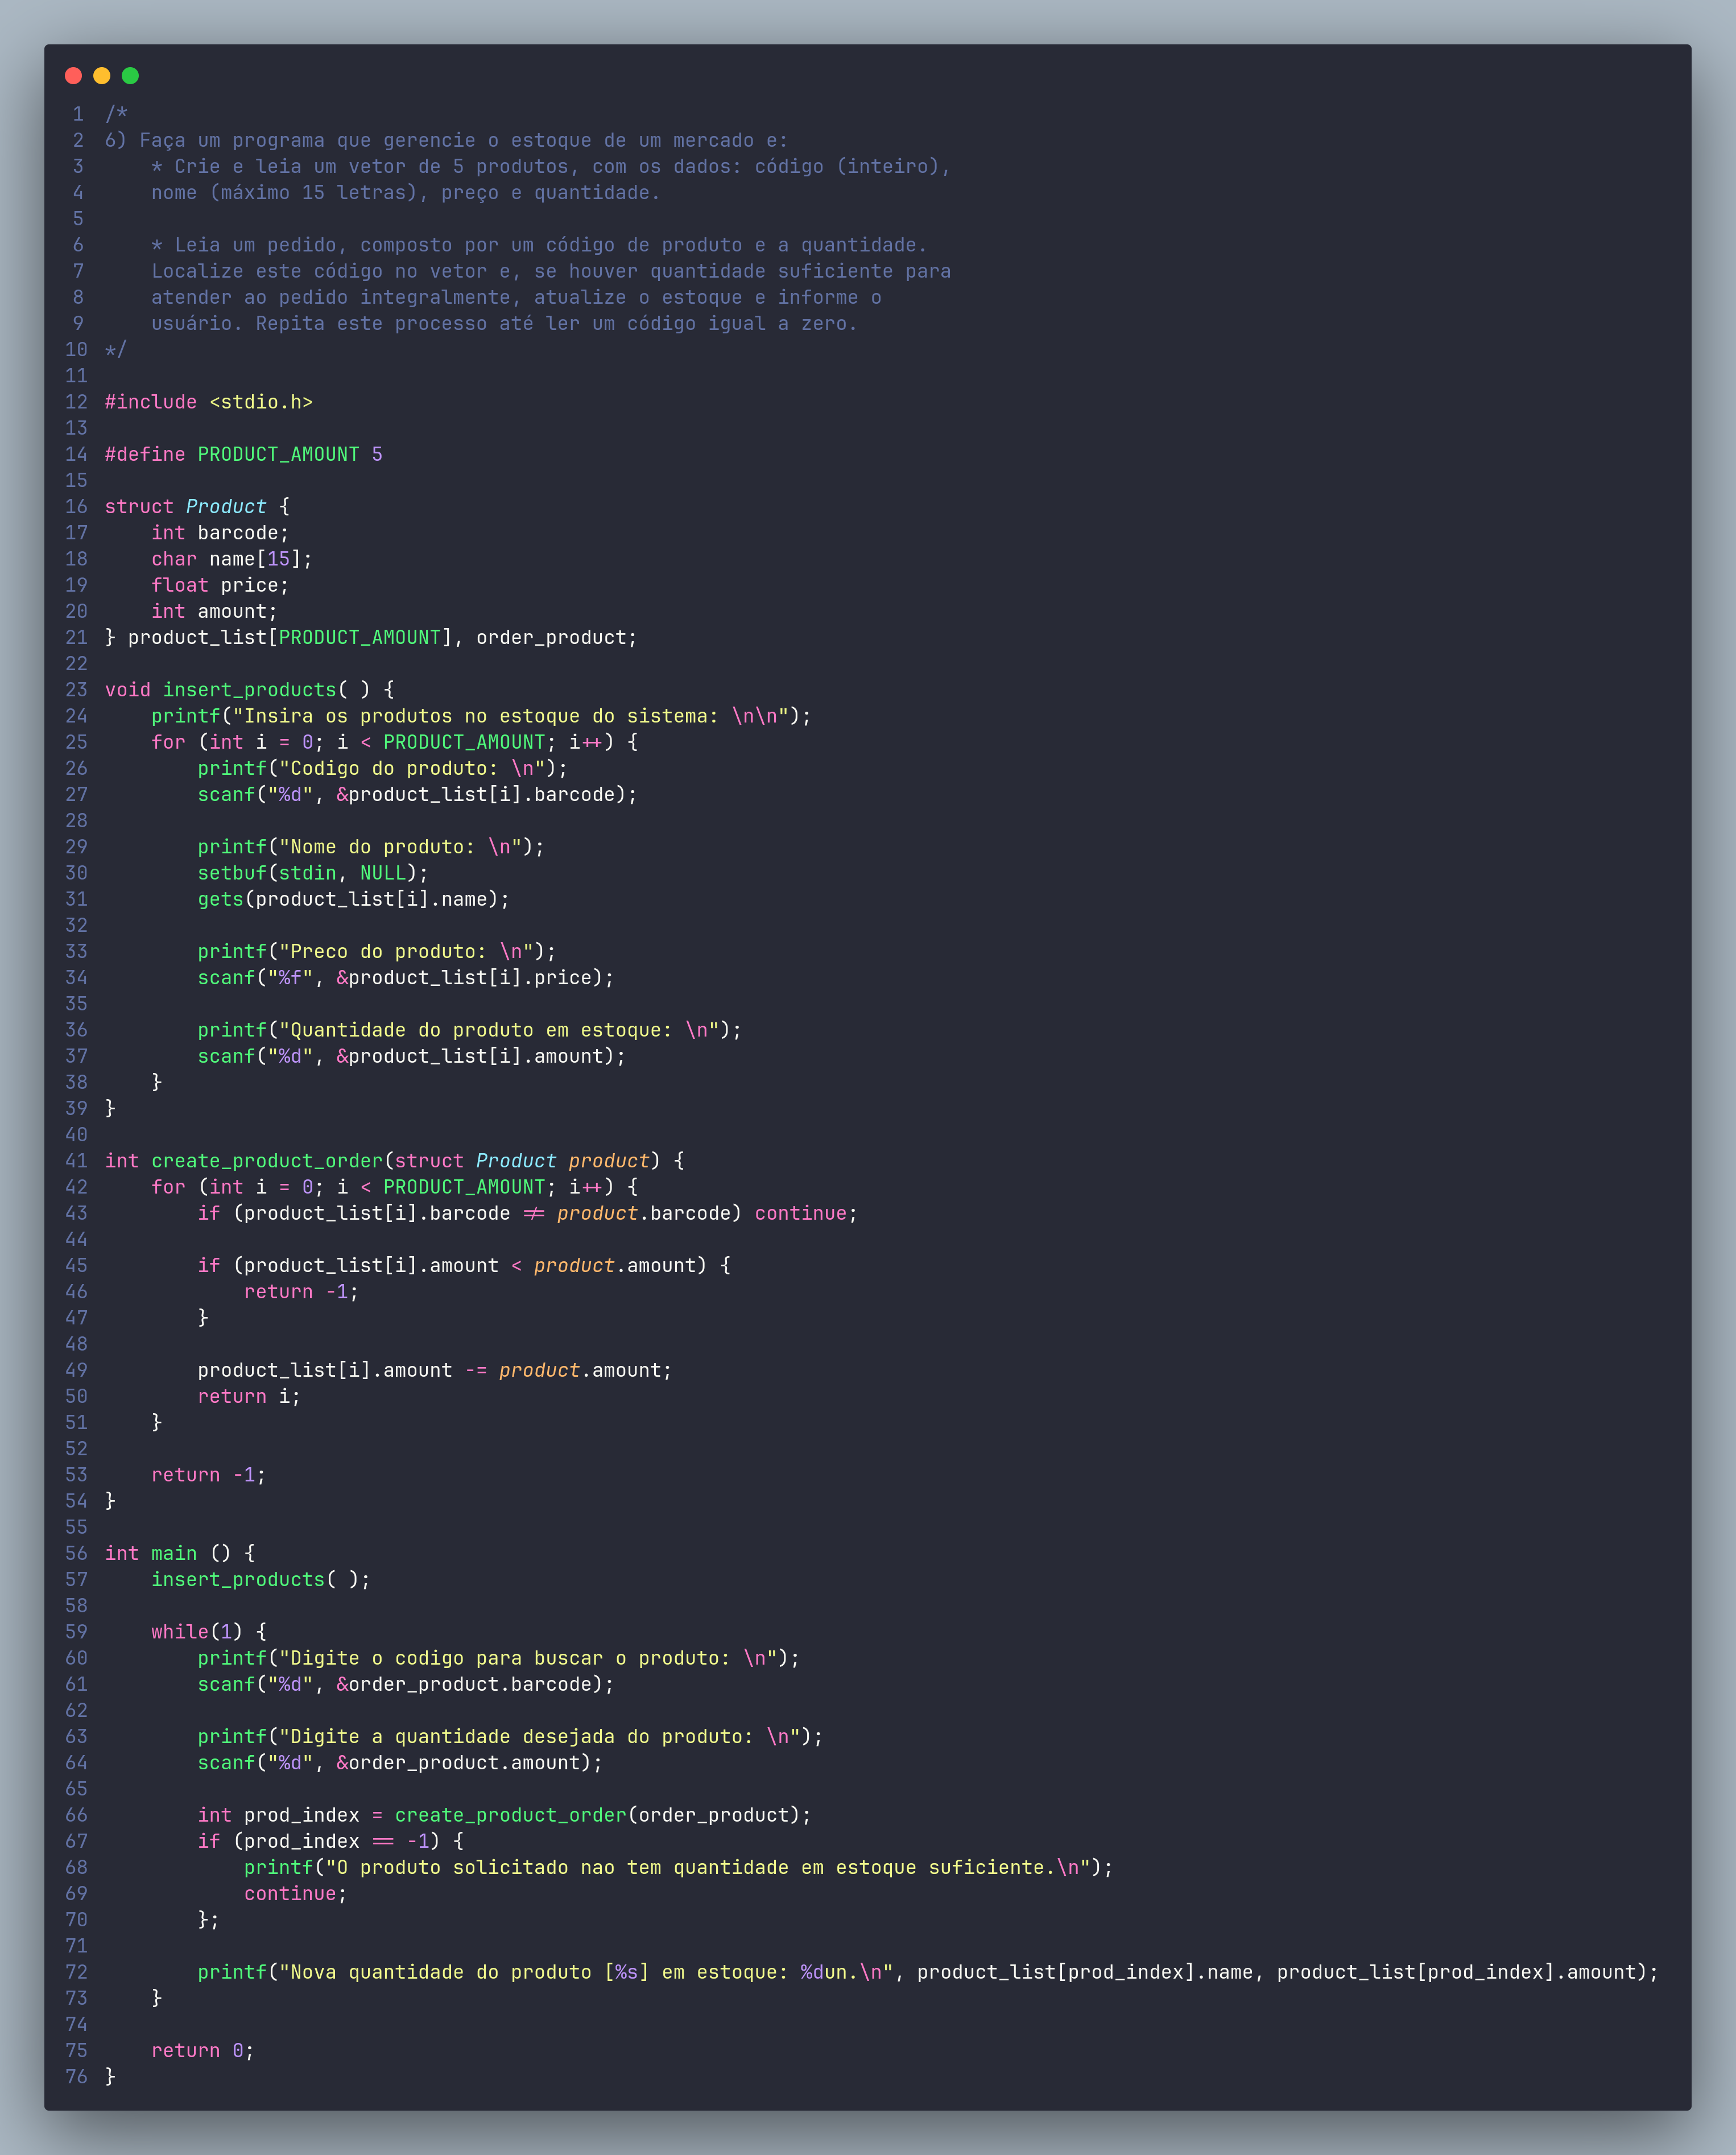 1 /*
2 6) Faça um programa que gerencie o estoque de um mercado e:
3     * Crie e leia um vetor de 5 produtos, com os dados: código (inteiro),
4     nome (máximo 15 letras), preço e quantidade.
5
6     * Leia um pedido, composto por um código de produto e a quantidade.
7     Localize este código no vetor e, se houver quantidade suficiente para
8     atender ao pedido integralmente, atualize o estoque e informe o
9     usuário. Repita este processo até ler um código igual a zero.
10 */
11
12 #include <stdio.h>
13
14 #define PRODUCT_AMOUNT 5
15
16 struct Product {
17     int barcode;
18     char name[15];
19     float price;
20     int amount;
21 } product_list[PRODUCT_AMOUNT], order_product;
22
23 void insert_products( ) {
24     printf("Insira os produtos no estoque do sistema: \n\n");
25     for (int i = 0; i < PRODUCT_AMOUNT; i++) {
26         printf("Codigo do produto: \n");
27         scanf("%d", &product_list[i].barcode);
28
29         printf("Nome do produto: \n");
30         setbuf(stdin, NULL);
31         gets(product_list[i].name);
32
33         printf("Preco do produto: \n");
34         scanf("%f", &product_list[i].price);
35
36         printf("Quantidade do produto em estoque: \n");
37         scanf("%d", &product_list[i].amount);
38     }
39 }
40
41 int create_product_order(struct Product product) {
42     for (int i = 0; i < PRODUCT_AMOUNT; i++) {
43         if (product_list[i].barcode != product.barcode) continue;
44
45         if (product_list[i].amount < product.amount) {
46             return -1;
47         }
48
49         product_list[i].amount -= product.amount;
50         return i;
51     }
52
53     return -1;
54 }
55
56 int main () {
57     insert_products( );
58
59     while(1) {
60         printf("Digite o codigo para buscar o produto: \n");
61         scanf("%d", &order_product.barcode);
62
63         printf("Digite a quantidade desejada do produto: \n");
64         scanf("%d", &order_product.amount);
65
66         int prod_index = create_product_order(order_product);
67         if (prod_index == -1) {
68             printf("O produto solicitado nao tem quantidade em estoque suficiente.\n");
69             continue;
70         };
71
72         printf("Nova quantidade do produto [%s] em estoque: %dun.\n", product_list[prod_index].name, product_list[prod_index].amount);
73     }
74
75     return 0;
76 }